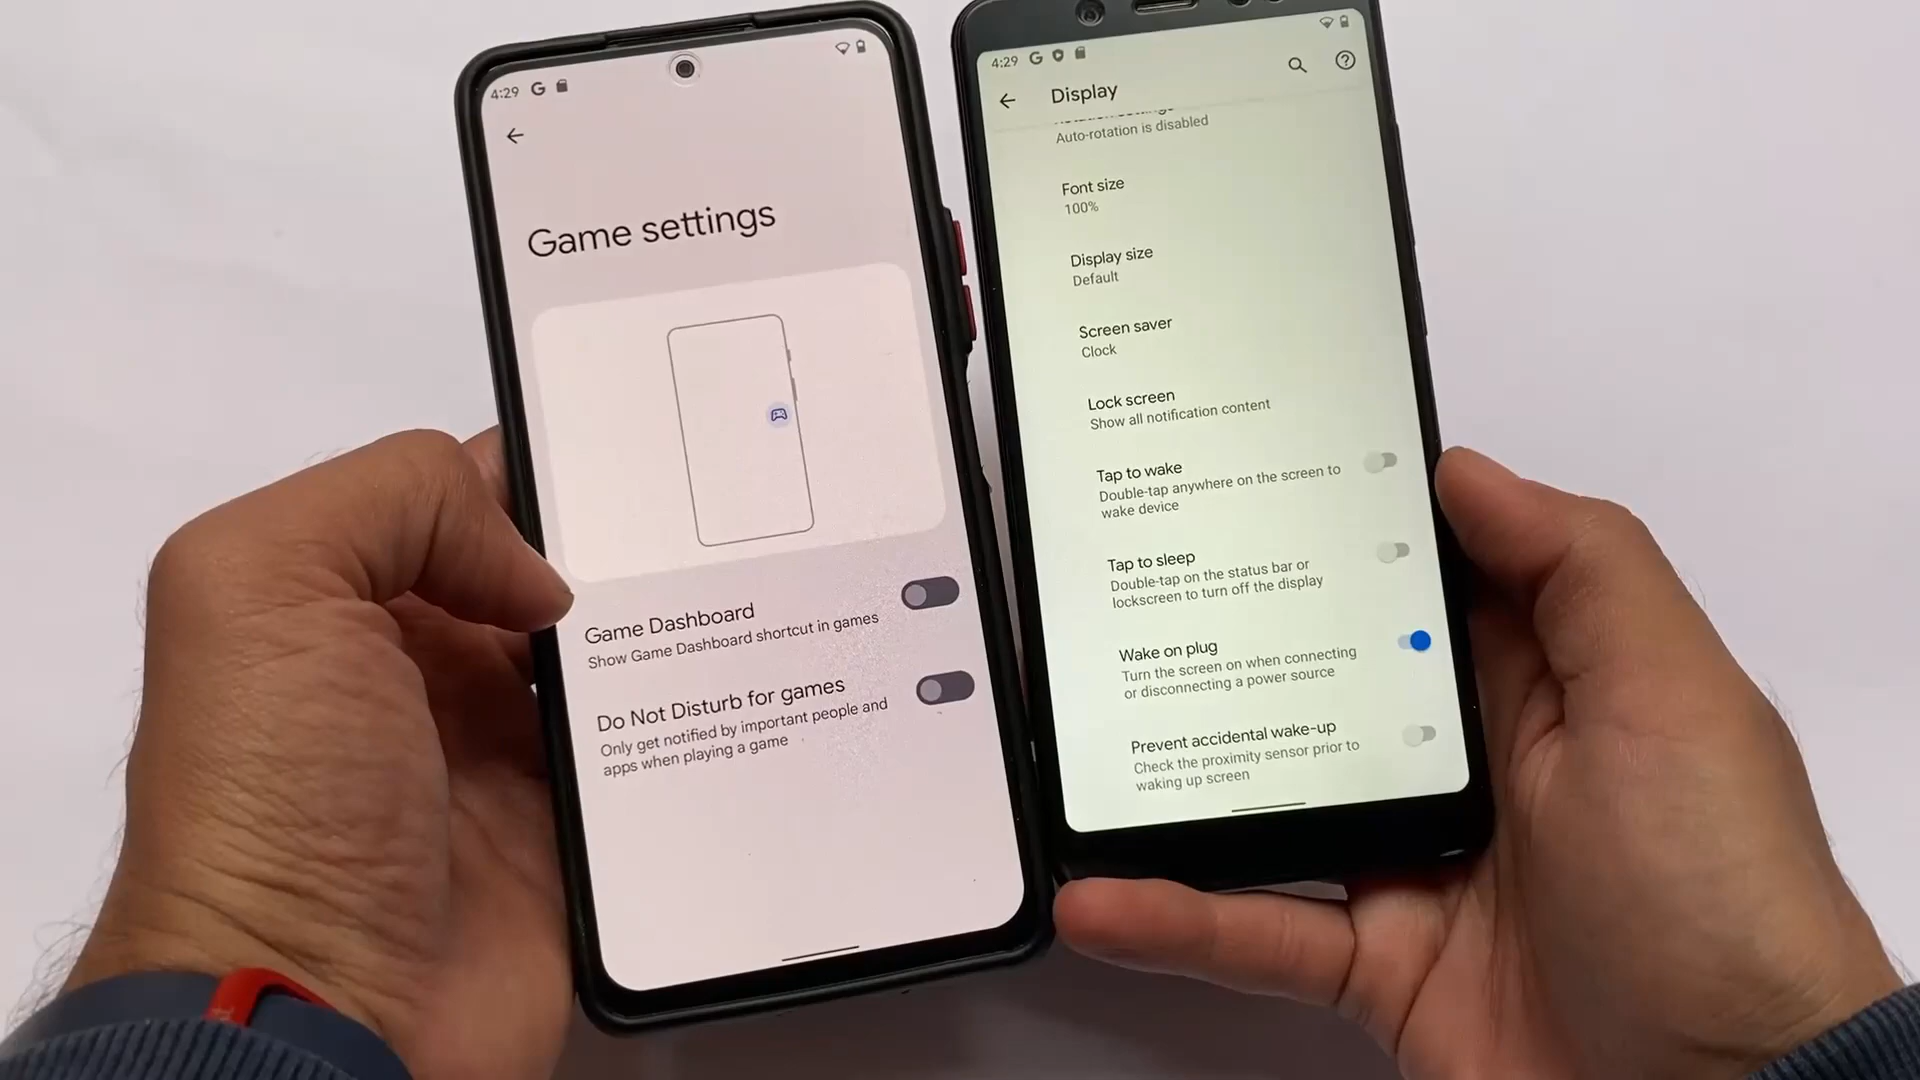 4:29
Game settings
Game Dashboard
Show Game Dashboard shortcut in games
Do Not Disturb for games
Only get notified by important people and
apps when playing a game
4:29
Display
Auto-rotation is disabled
Font size
100%
Display size
Default
Screen saver
Clock
Lock screen
Show all notification content
Tap to wake
Double-tap anywhere on the screen to
wake device
Tap to sleep
Double-tap on the status bar or
lockscreen to turn off the display
Wake on plug
Turn the screen on when connecting
or disconnecting a power source
Prevent accidental wake-up
Check the proximity sensor prior to
waking up screen